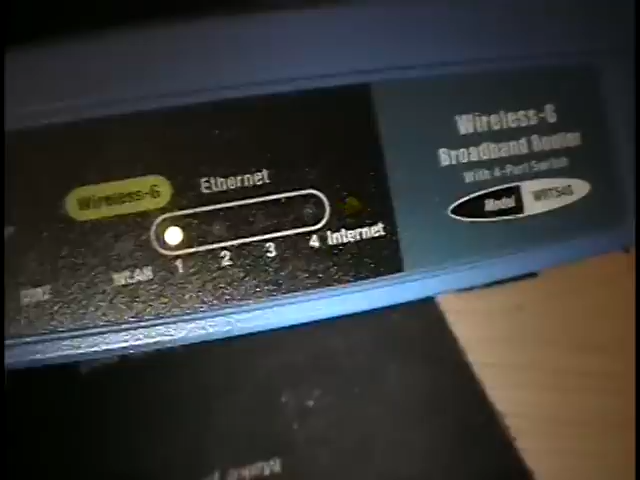 Wireless-G
Broadband Router
With 4-Port Switch
Model WRT54G
Ethernet
Wireless-G
1 2 3 4 Internet
WLAN